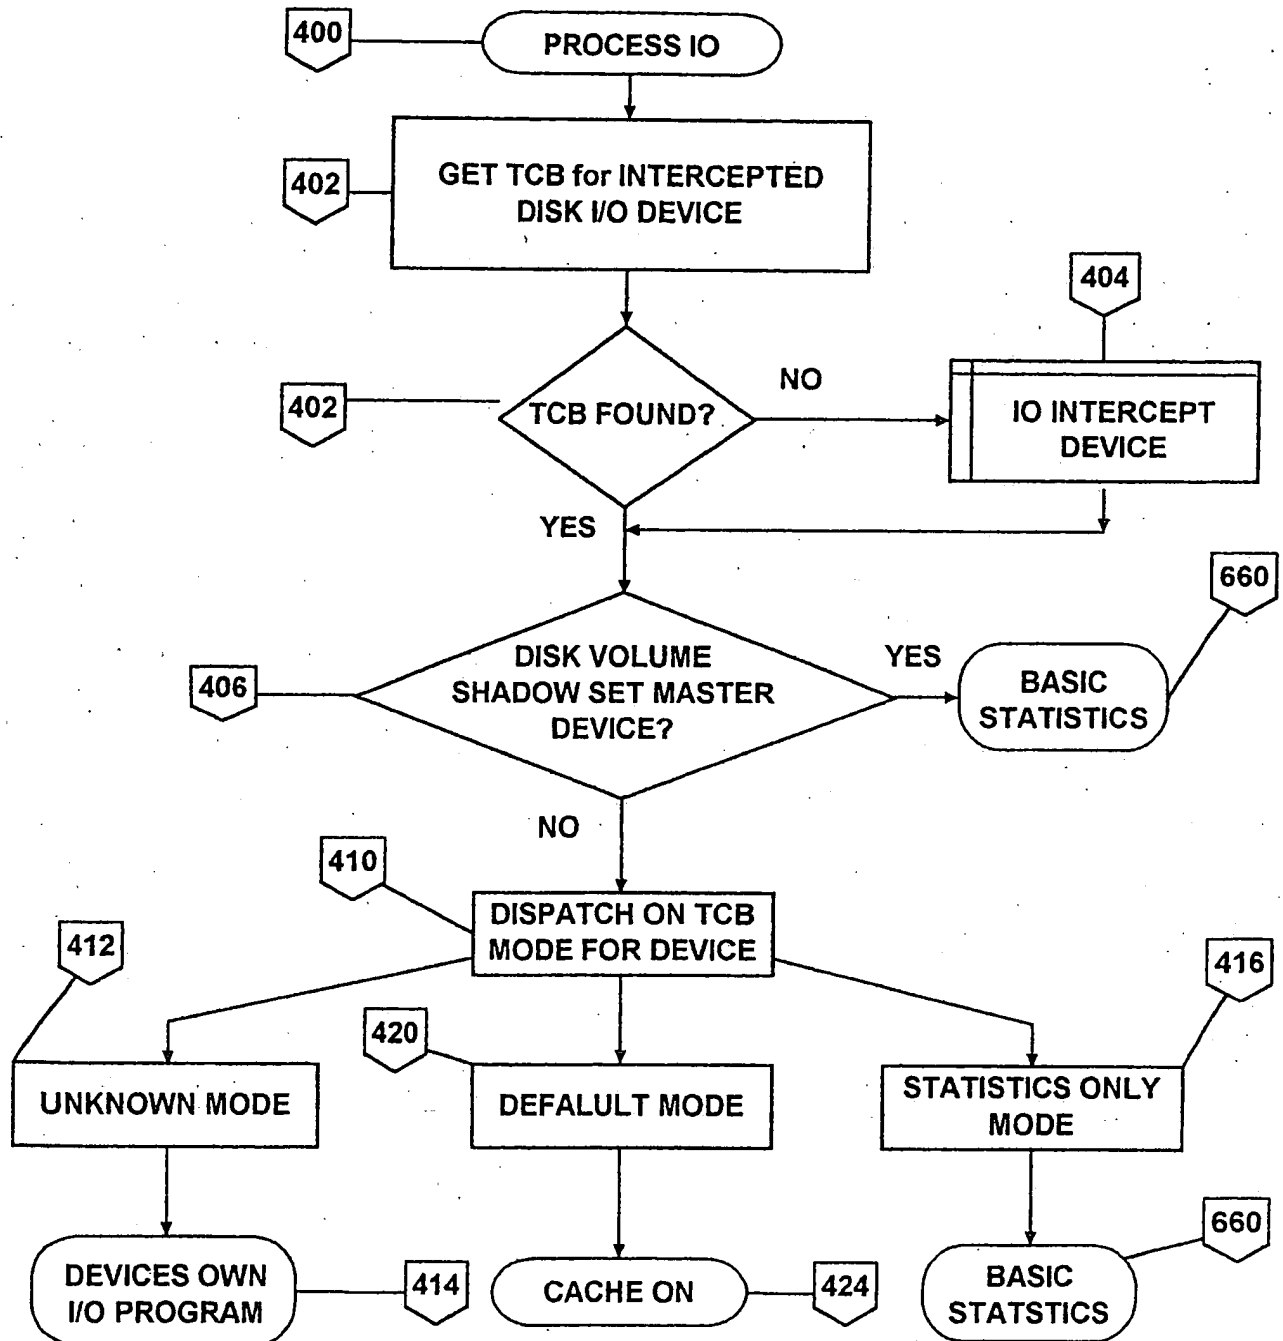 400
PROCESS IO
402
GET TCB for INTERCEPTED
DISK I/O DEVICE
404
402
TCB FOUND?
NO
IO INTERCEPT
DEVICE
YES
660
406
DISK VOLUME
SHADOW SET MASTER
DEVICE?
YES
BASIC
STATISTICS
NO
410
DISPATCH ON TCB
MODE FOR DEVICE
412
420
416
UNKNOWN MODE
DEFALULT MODE
STATISTICS ONLY
MODE
DEVICES OWN
I/O PROGRAM
414
CACHE ON
424
BASIC
STATSTICS
660